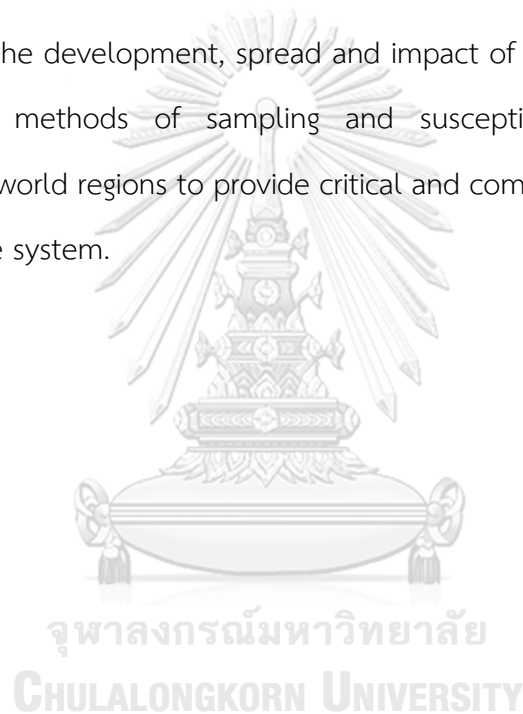 he development, spread and impact of
methods of sampling and suscepti
world regions to provide critical and com
e system.
จุฬาลงกรณ์มหาวิทยาลัย
CHULALONGKORN UNIVERSITY